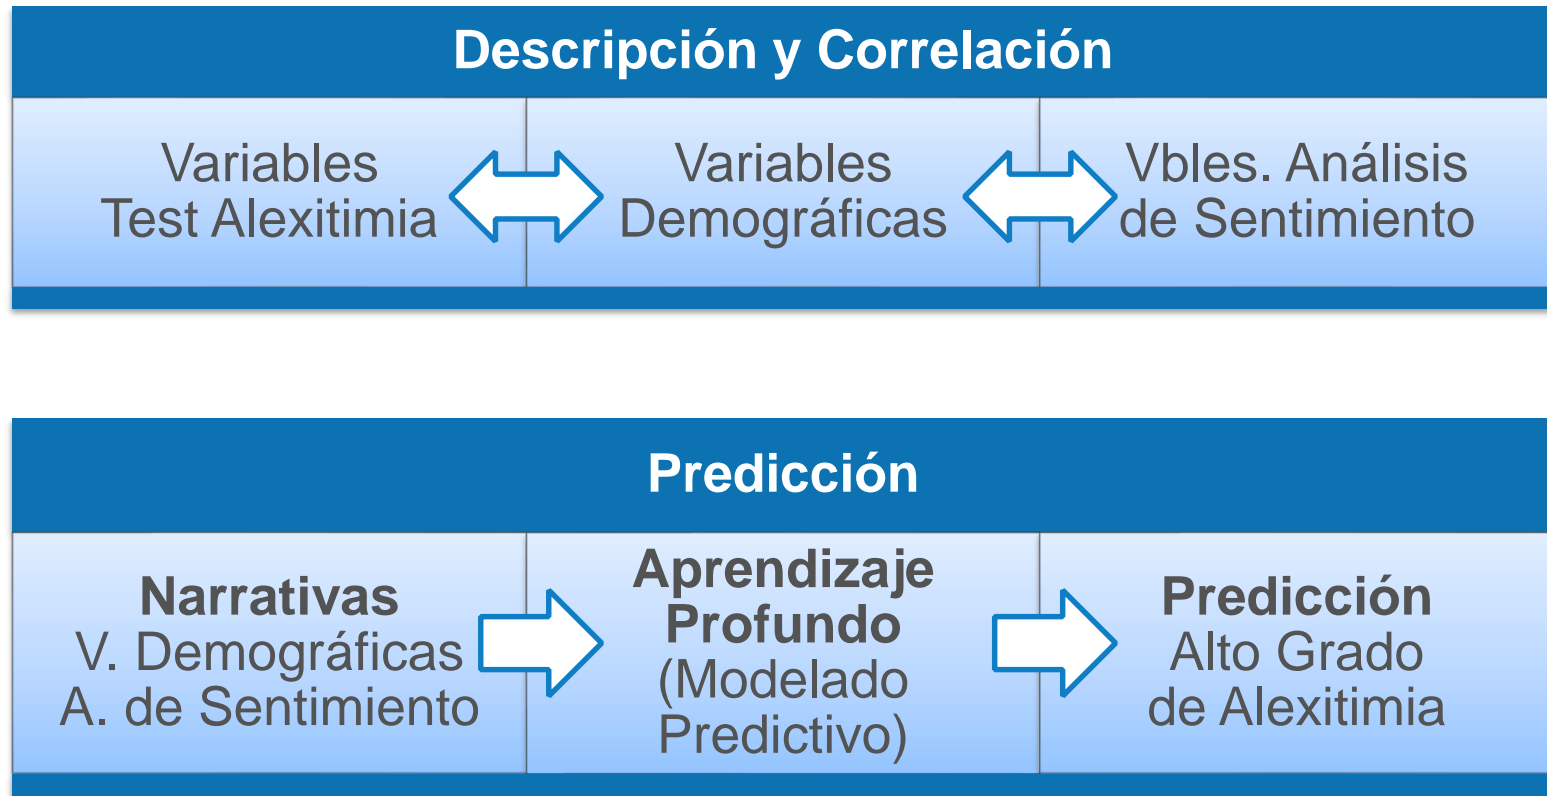 Descripción y Correlación
Variables
Test Alexitimia
Variables
Demográficas
Vbles. Análisis
de Sentimiento
Predicción
Narrativas
V. Demográficas
A. de Sentimiento
Aprendizaje
Profundo
(Modelado
Predictivo)
Predicción
Alto Grado
de Alexitimia